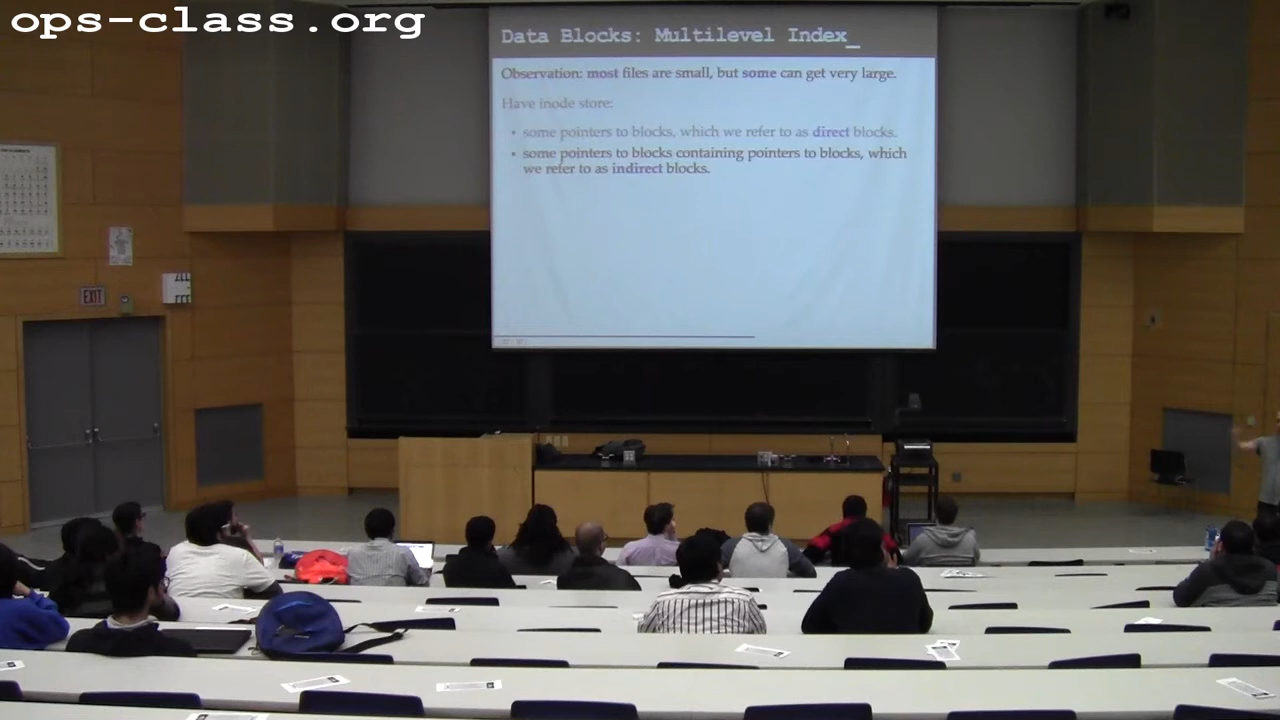 ops-class.org
Data Blocks: Multilevel Index_
Observation: most files are small, but some can get very large.
Have inode store:
• some pointers to blocks, which we refer to as direct blocks.
• some pointers to blocks containing pointers to blocks, which
we refer to as indirect blocks.
EXIT